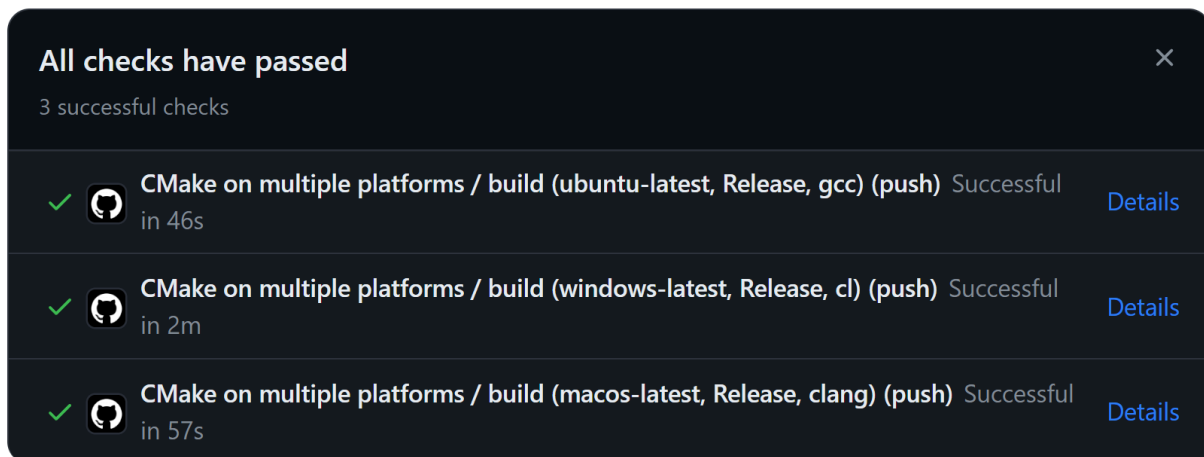 All checks have passed
3 successful checks
CMake on multiple platforms / build (ubuntu-latest, Release, gcc) (push) Successful
in 46s
Details
CMake on multiple platforms / build (windows-latest, Release, cl) (push) Successful
in 2m
Details
CMake on multiple platforms / build (macos-latest, Release, clang) (push) Successful
in 57s
Details